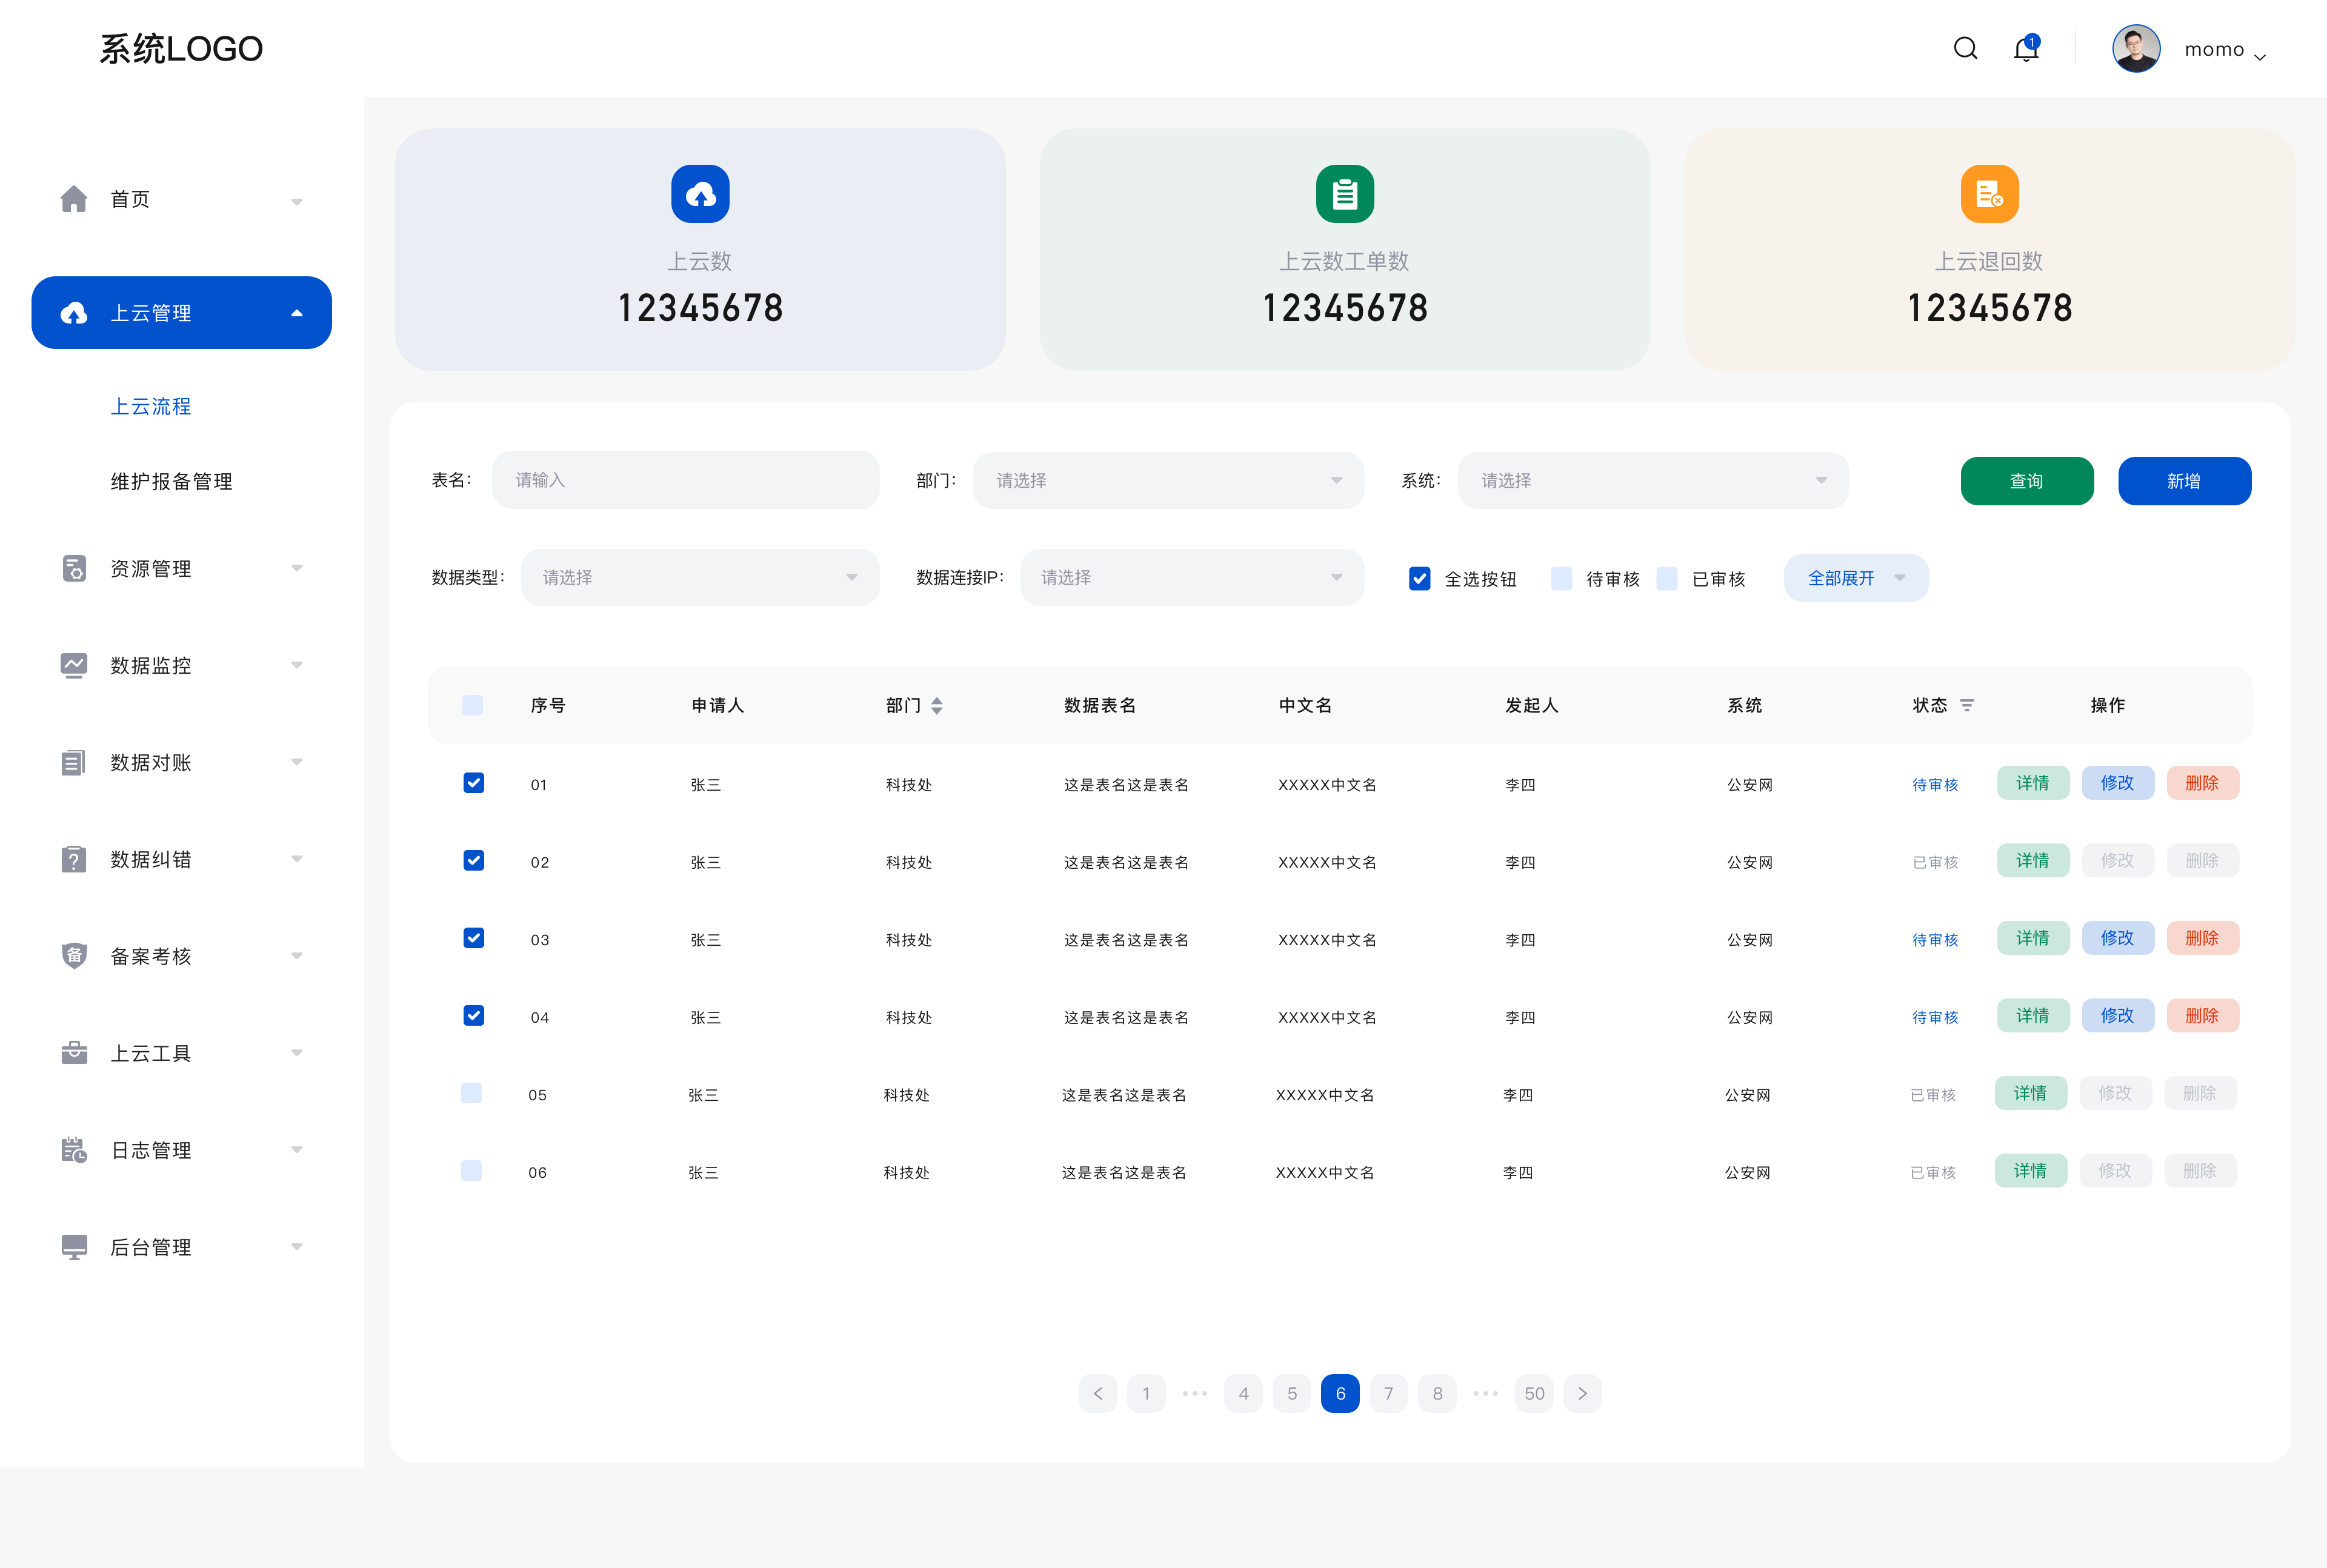 系统LOGO
1
momo
首页
上云管理
上云流程
维护报备管理
资源管理
数据监控
数据对账
数据纠错
备案考核
备
上云工具
日志管理
后台管理
上云数
12345678
上云数工单数
12345678
上云退回数
12345678
表名： 请输入 部门： 请选择 系统： 请选择 查询 新增
数据类型： 请选择 数据连接IP： 请选择 全选按钮 待审核 已审核 全部展开
序号 申请人 部门 数据表名 中文名 发起人 系统 状态 操作
01 张三 科技处 这是表名这是表名 XXXXX中文名 李四 公安网 待审核 详情 修改 删除
02 张三 科技处 这是表名这是表名 XXXXX中文名 李四 公安网 已审核 详情 修改 删除
03 张三 科技处 这是表名这是表名 XXXXX中文名 李四 公安网 待审核 详情 修改 删除
04 张三 科技处 这是表名这是表名 XXXXX中文名 李四 公安网 待审核 详情 修改 删除
05 张三 科技处 这是表名这是表名 XXXXX中文名 李四 公安网 已审核 详情 修改 删除
06 张三 科技处 这是表名这是表名 XXXXX中文名 李四 公安网 已审核 详情 修改 删除
1 ••• 4 5 6 7 8 ••• 50